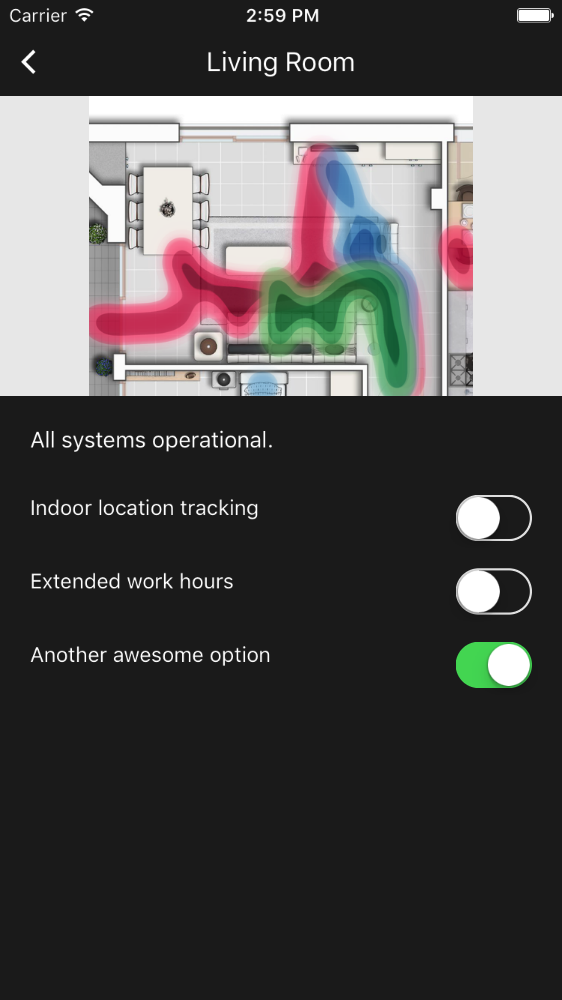 Carrier 2:59 PM
Living Room
All systems operational.
Indoor location tracking
Extended work hours
Another awesome option